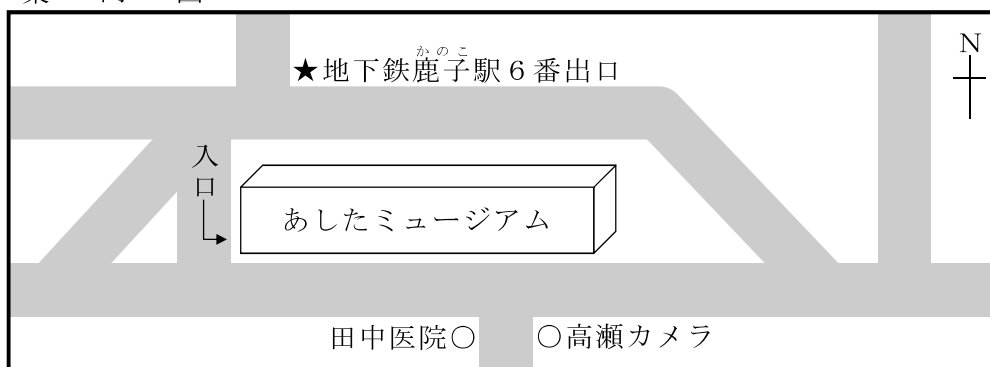 N
★地下鉄鹿子駅6番出口
かのこ
入口
あしたミュージアム
田中医院○
○高瀬カメラ